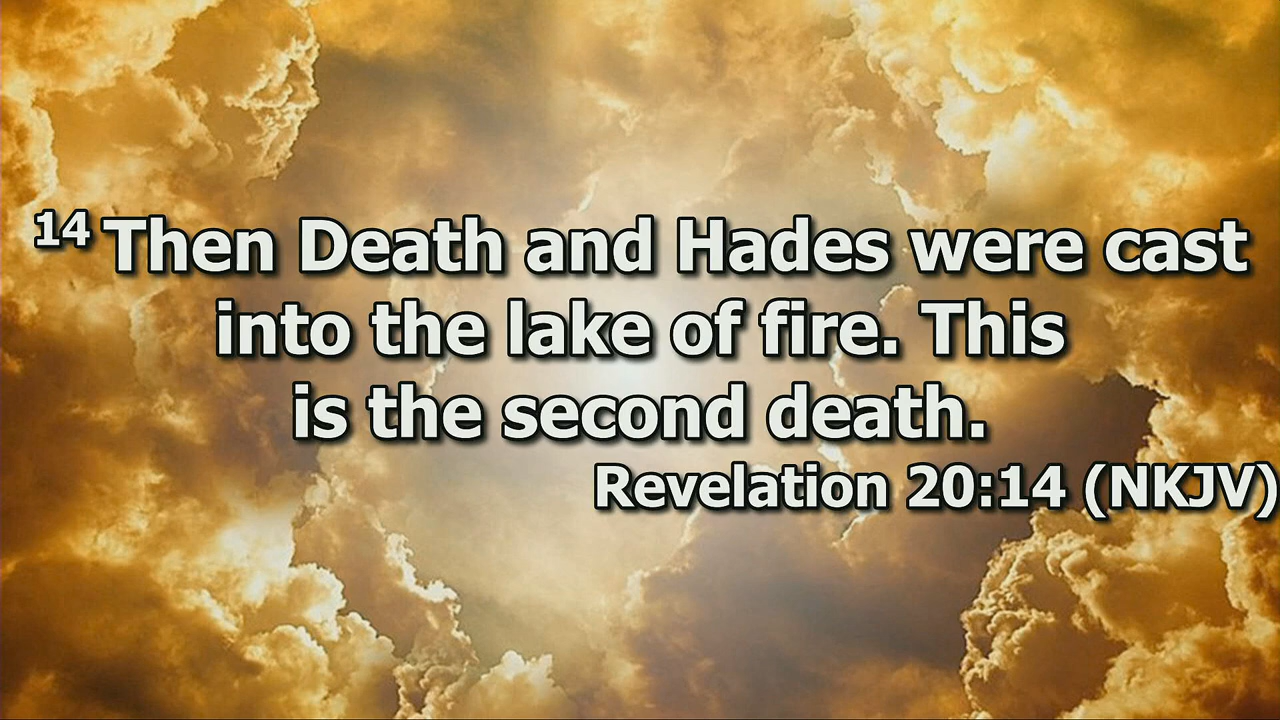 14 Then Death and Hades were cast
into the lake of fire. This
is the second death.
Revelation 20:14 (NKJV)